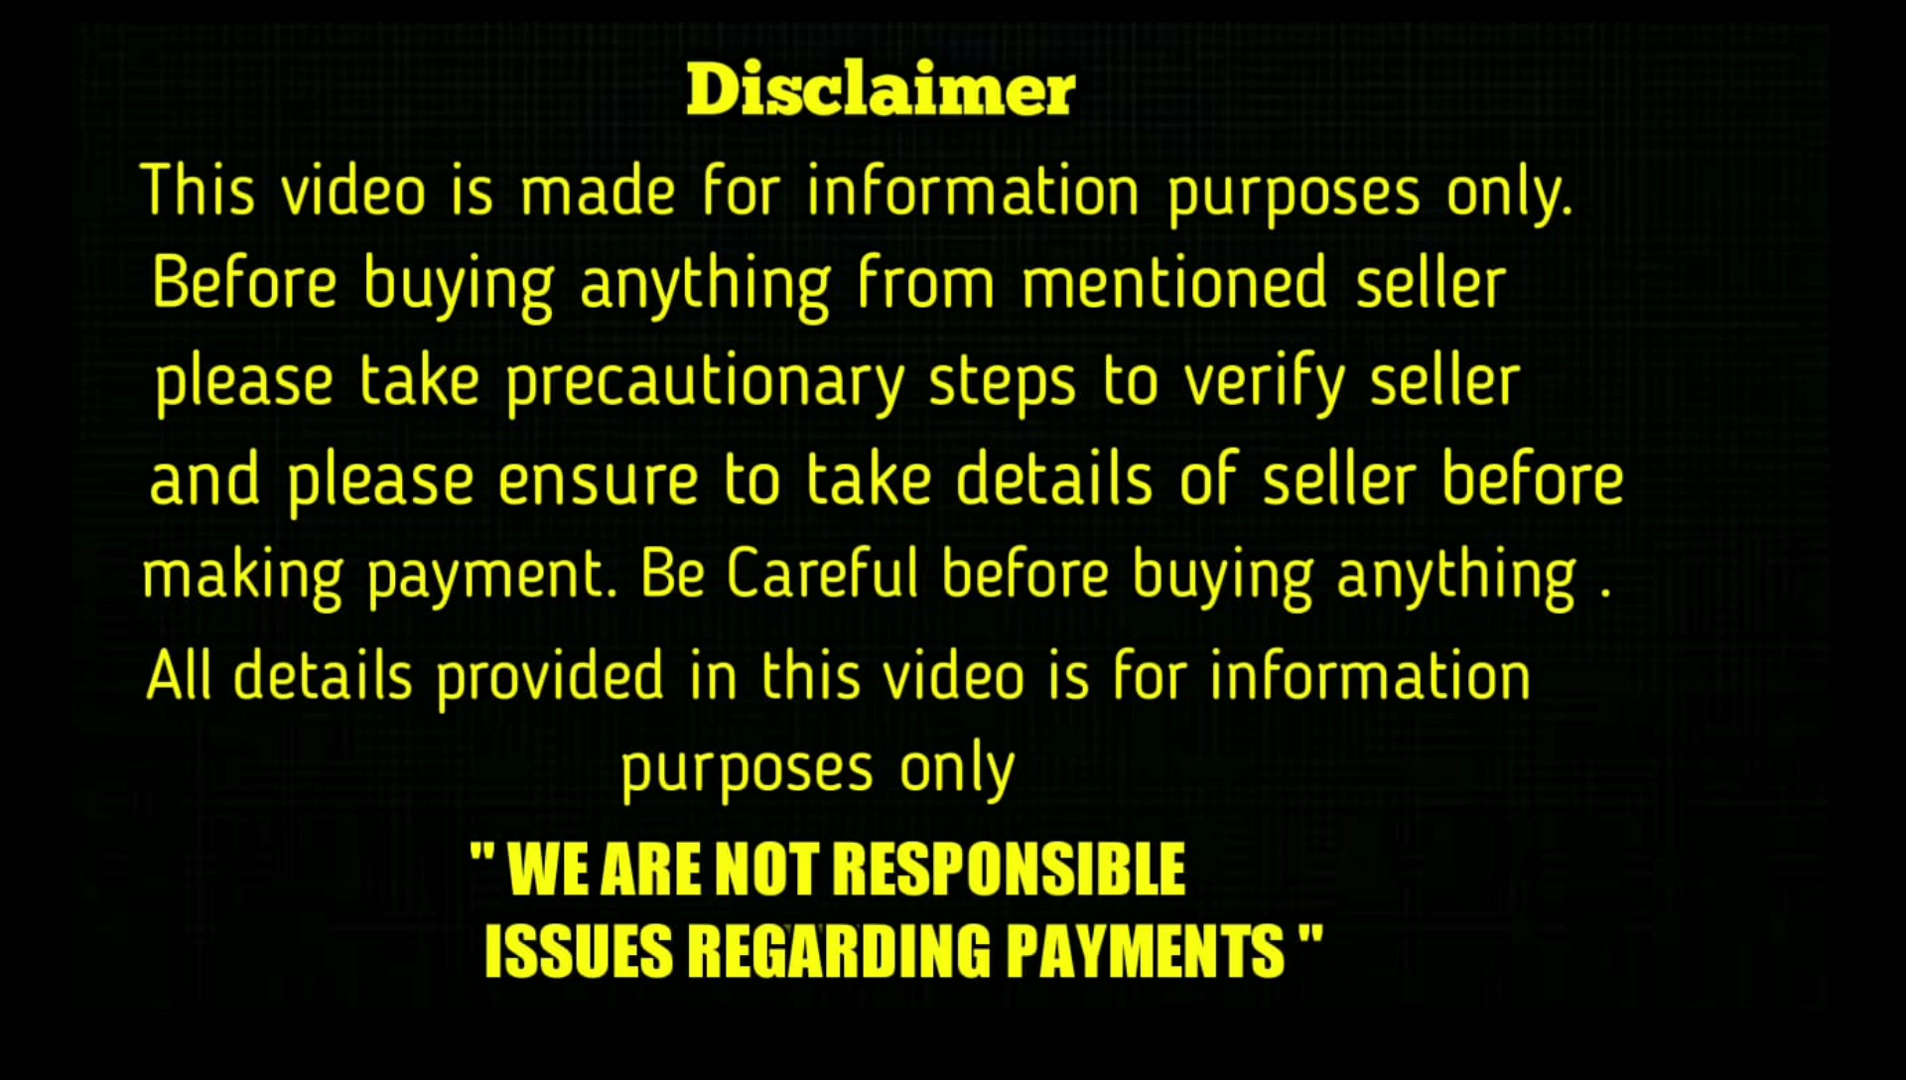 Disclaimer
This video is made for information purposes only.
Before buying anything from mentioned seller
please take precautionary steps to verify seller
and please ensure to take details of seller before
making payment. Be Careful before buying anything .
All details provided in this video is for information
purposes only
" WE ARE NOT RESPONSIBLE
ISSUES REGARDING PAYMENTS "